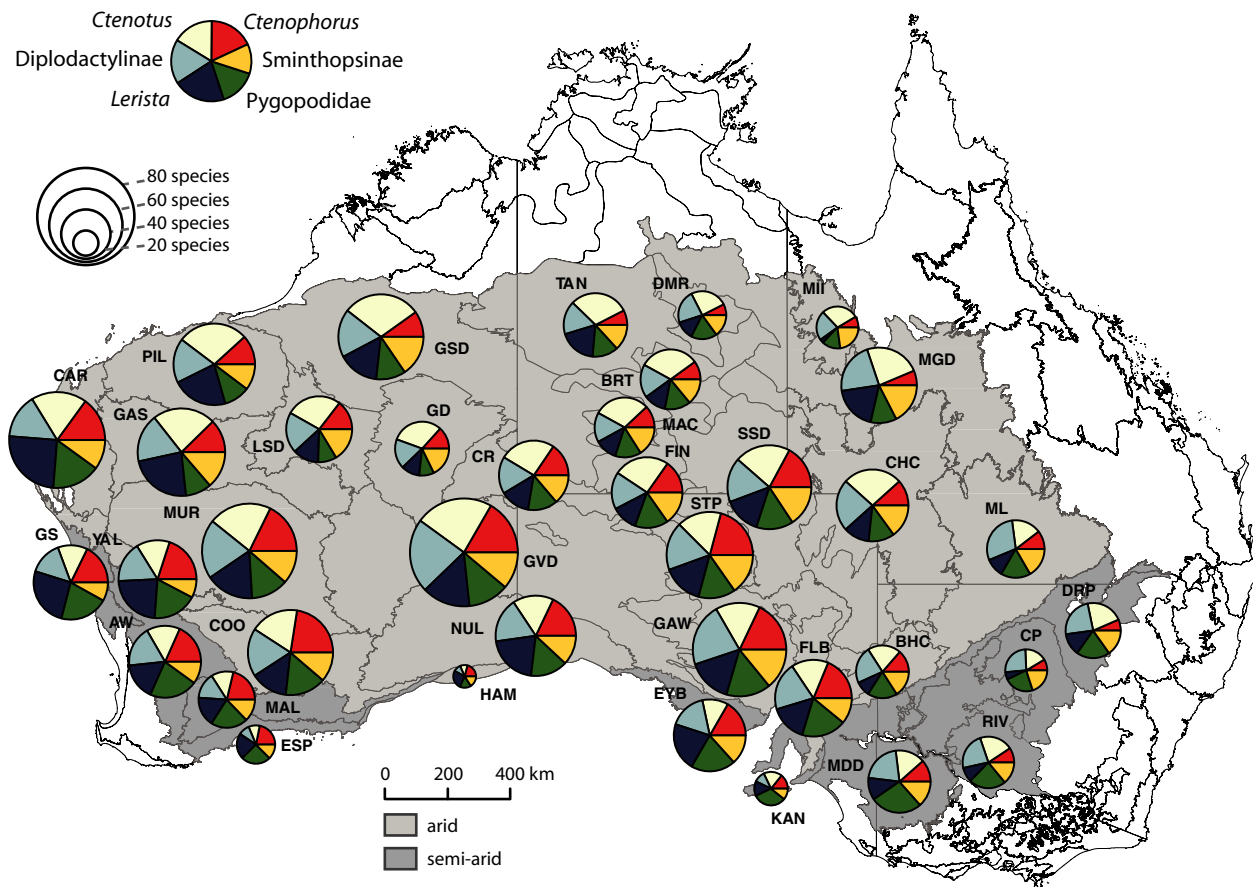 Ctenotus
Ctenophorus
Diplodactylinae
Sminthopsinae
Lerista
Pygopodidae
80 species
60 species
40 species
20 species
TAN
DMR
MII
PIL
GSD
MGD
CAR
BRT
GAS
GD
LSD
MAC
SSD
CR
FIN
CHC
MUR
STP
ML
GS
YAL
GVD
DRP
AW
COO
NUL
GAW
CP
FLB
BHC
HAM
EYB
MAL
RIV
ESP
MDD
KAN
0 200 400 km
arid
semi-arid